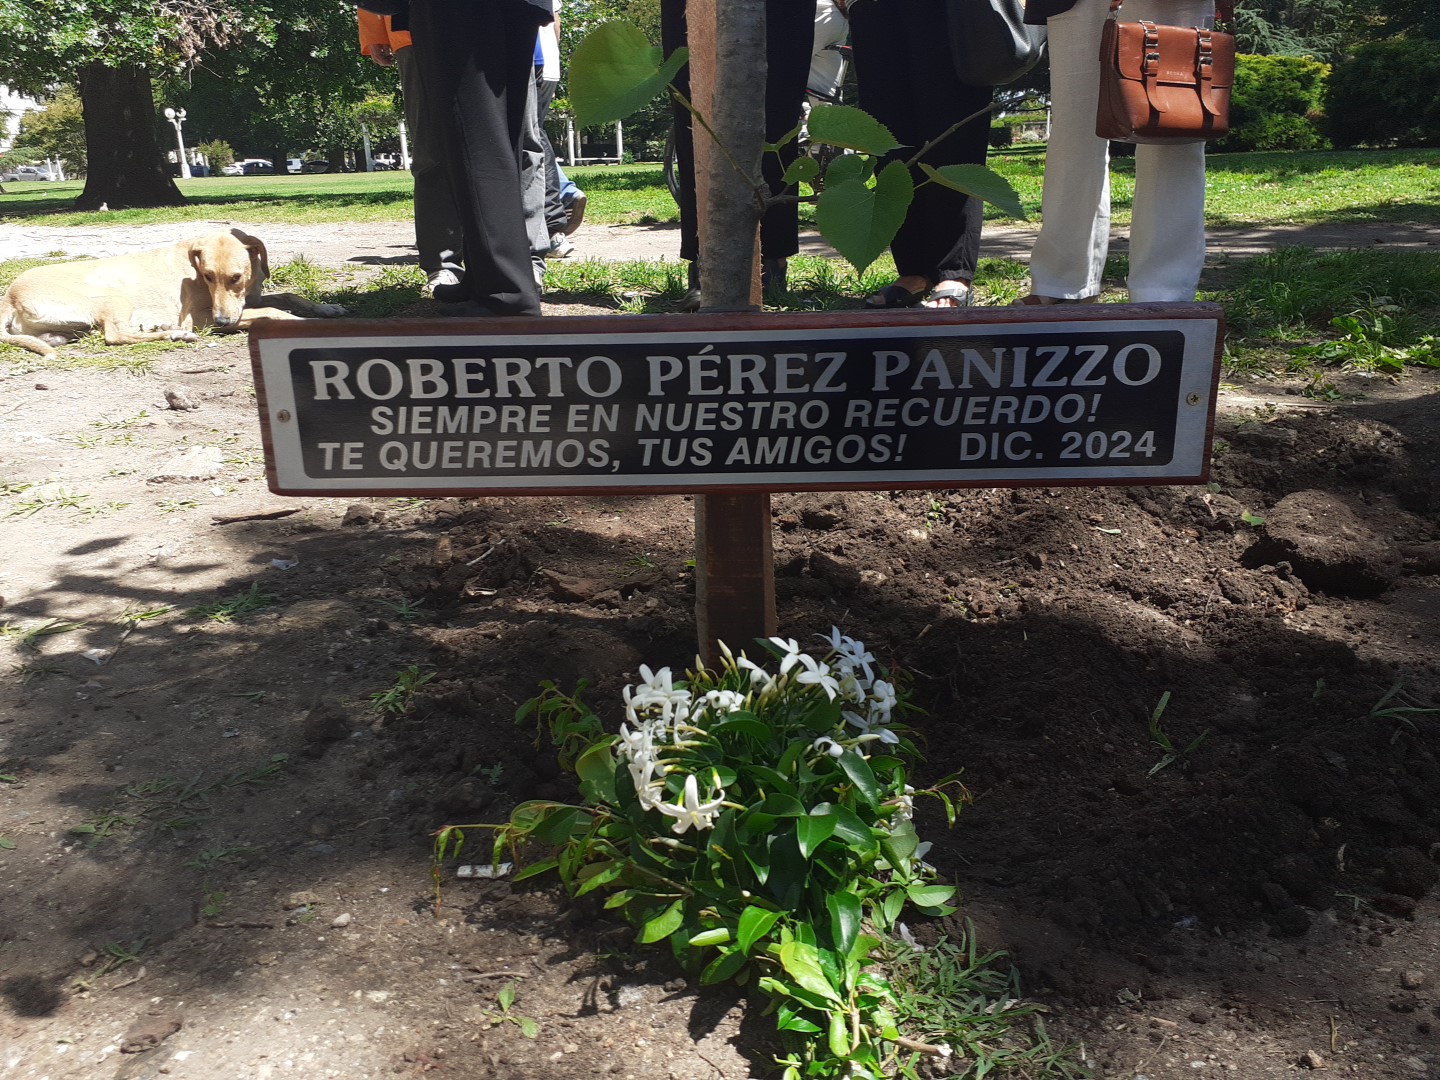 ROBERTO PÉREZ PANIZZO
SIEMPRE EN NUESTRO RECUERDO!
TE QUEREMOS, TUS AMIGOS! DIC. 2024